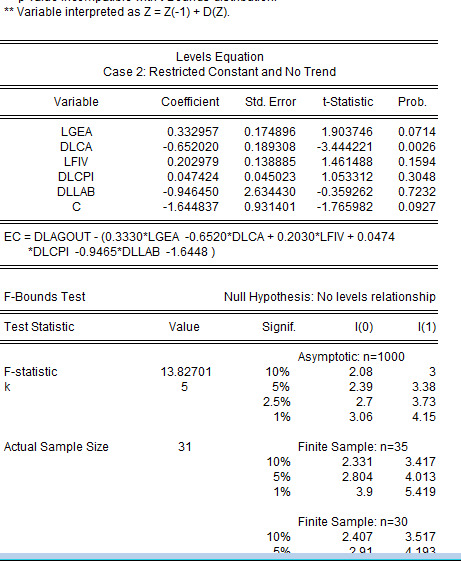 ** Variable interpreted as Z = Z(-1) + D(Z).
Levels Equation
Case 2: Restricted Constant and No Trend
Variable Coefficient Std. Error t-Statistic Prob.
LGEA 0.332957 0.174896 1.903746 0.0714
DLCA -0.652020 0.189308 -3.444221 0.0026
LFIV 0.202979 0.138885 1.461488 0.1594
DLCPI 0.047424 0.045023 1.053312 0.3048
DLLAB -0.946450 2.634430 -0.359262 0.7232
C -1.644837 0.931401 -1.765982 0.0927
EC = DLAGOUT - (0.3330*LGEA -0.6520*DLCA + 0.2030*LFIV + 0.0474
*DLCPI -0.9465*DLLAB -1.6448 )
F-Bounds Test Null Hypothesis: No levels relationship
Test Statistic Value Signif. I(0) I(1)
Asymptotic: n=1000
F-statistic 13.82701 10% 2.08 3
k 5 5% 2.39 3.38
2.5% 2.7 3.73
1% 3.06 4.15
Actual Sample Size 31 Finite Sample: n=35
10% 2.331 3.417
5% 2.804 4.013
1% 3.9 5.419
Finite Sample: n=30
10% 2.407 3.517
5% 2.91 4.193